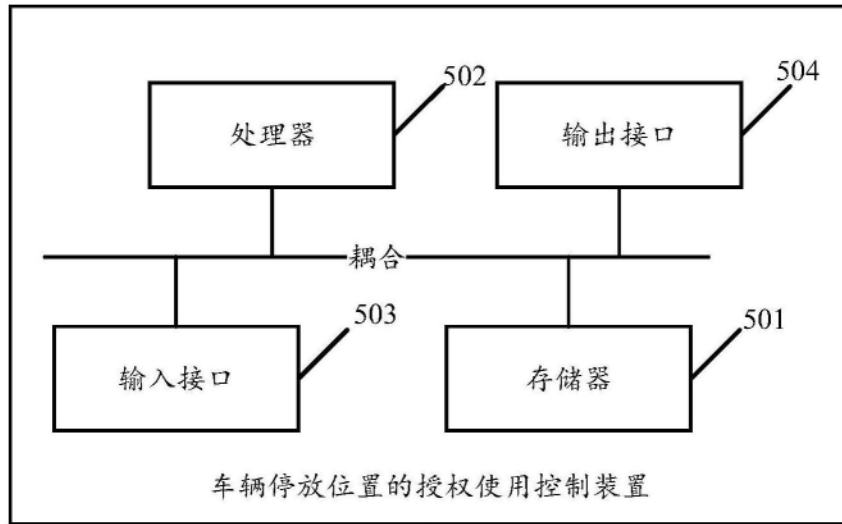 502
504
处理器
输出接口
耦合
503
501
输入接口
存储器
车辆停放位置的授权使用控制装置